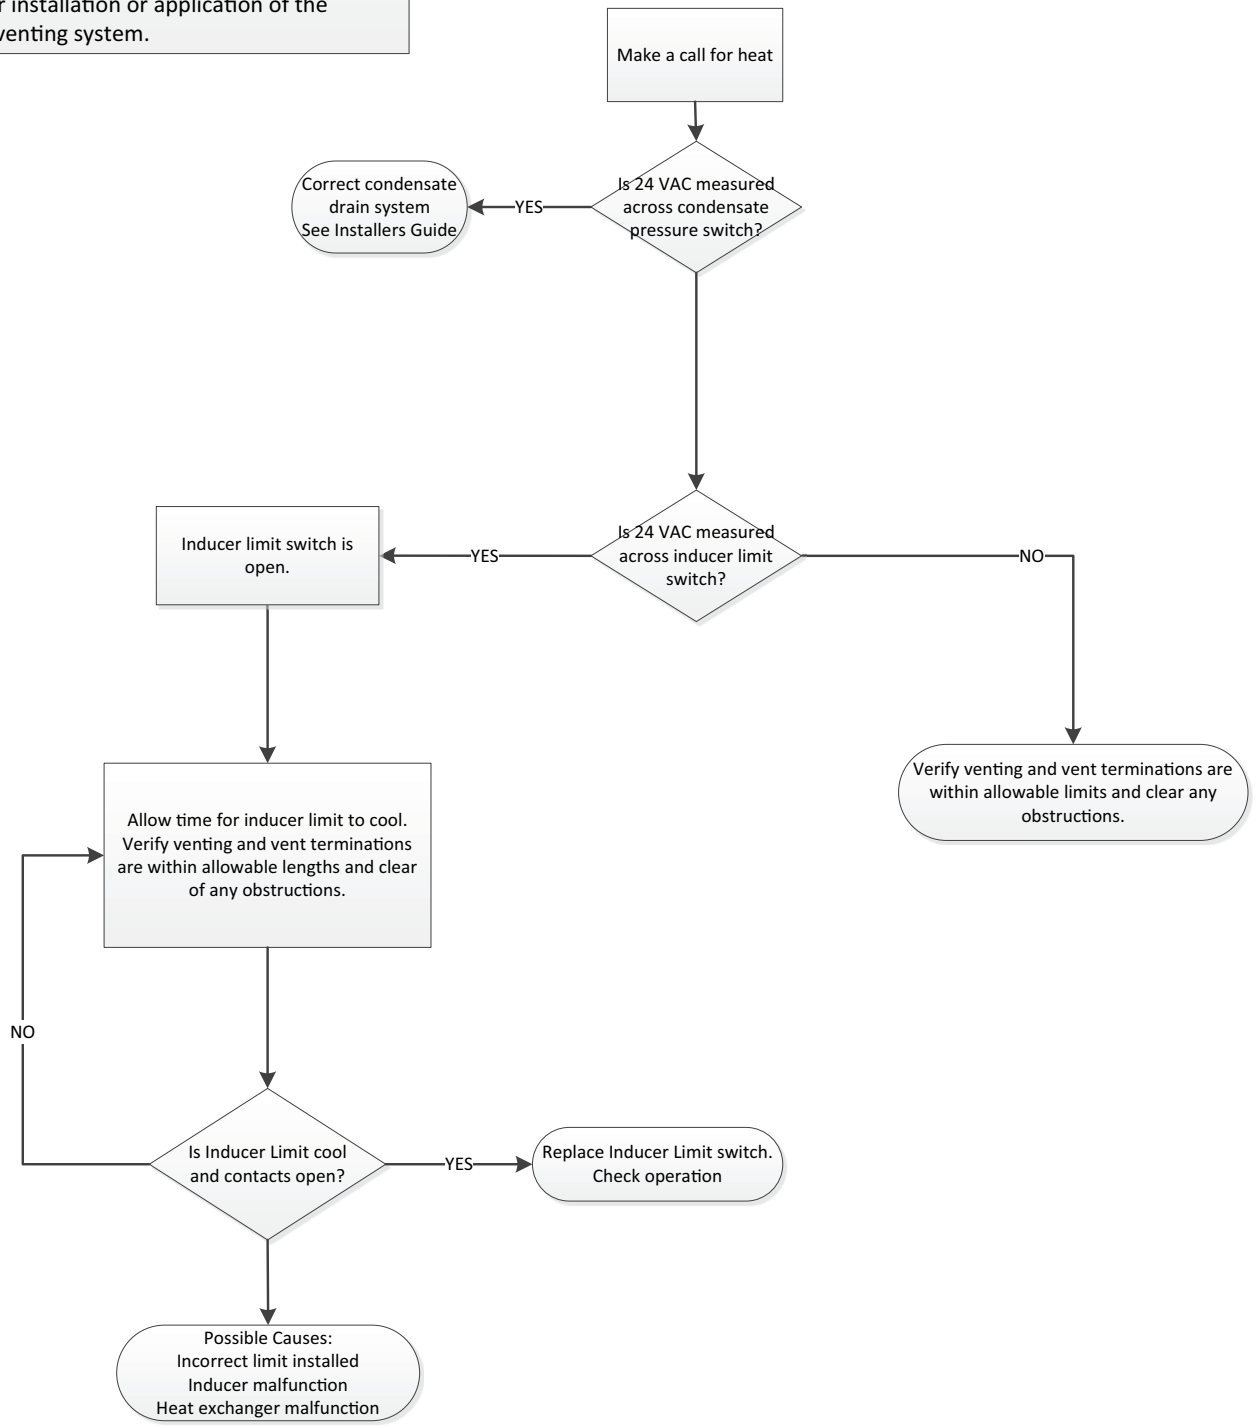 r installation or application of the
venting system.
Make a call for heat
Is 24 VAC measured
across condensate
pressure switch?
YES
Correct condensate
drain system
See Installers Guide
Is 24 VAC measured
across inducer limit
switch?
YES
NO
Inducer limit switch is
open.
Verify venting and vent terminations are
within allowable limits and clear any
obstructions.
Allow time for inducer limit to cool.
Verify venting and vent terminations
are within allowable lengths and clear
of any obstructions.
NO
Is Inducer Limit cool
and contacts open?
YES
Replace Inducer Limit switch.
Check operation
Possible Causes:
Incorrect limit installed
Inducer malfunction
Heat exchanger malfunction